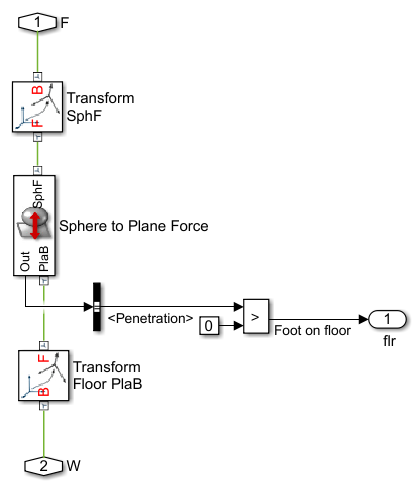 1 F
B
Transform
SphF
F
SphF
Sphere to Plane Force
Out
PlaB
<Penetration>
0
>
Foot on floor
1
flr
F
Transform
Floor PlaB
B
2 W